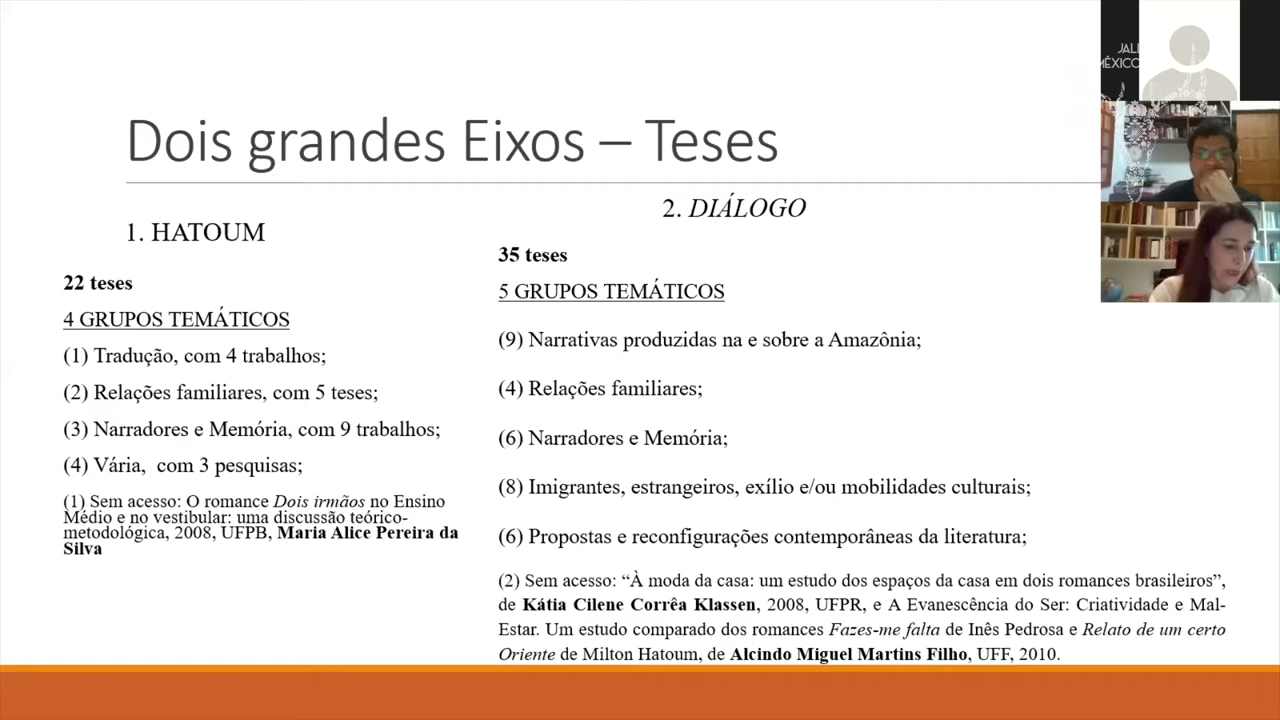 Dois grandes Eixos – Teses
1. HATOUM
22 teses
4 GRUPOS TEMÁTICOS
(1) Tradução, com 4 trabalhos;
(2) Relações familiares, com 5 teses;
(3) Narradores e Memória, com 9 trabalhos;
(4) Vária, com 3 pesquisas;
(1) Sem acesso: O romance Dois irmãos no Ensino
Médio e no vestibular: uma discussão teórico-
metodológica, 2008, UFPB, Maria Alice Pereira da
Silva
2. DIÁLOGO
35 teses
5 GRUPOS TEMÁTICOS
(9) Narrativas produzidas na e sobre a Amazônia;
(4) Relações familiares;
(6) Narradores e Memória;
(8) Imigrantes, estrangeiros, exílio e/ou mobilidades culturais;
(6) Propostas e reconfigurações contemporâneas da literatura;
(2) Sem acesso: “À moda da casa: um estudo dos espaços da casa em dois romances brasileiros”,
de Kátia Cilene Corrêa Klassen, 2008, UFPR, e A Evanescência do Ser: Criatividade e Mal-
Estar. Um estudo comparado dos romances Fazes-me falta de Inês Pedrosa e Relato de um certo
Oriente de Milton Hatoum, de Alcindo Miguel Martins Filho, UFF, 2010.
JALL
MÉXICO